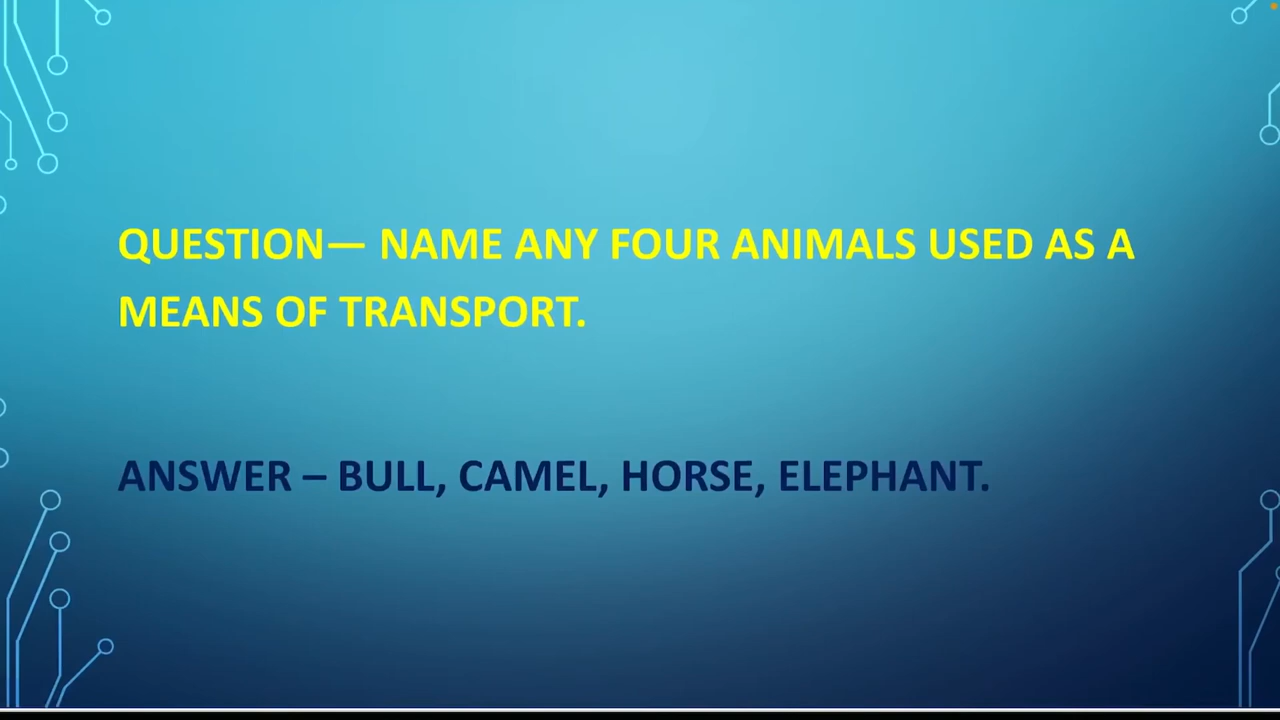 QUESTION— NAME ANY FOUR ANIMALS USED AS A
MEANS OF TRANSPORT.
ANSWER – BULL, CAMEL, HORSE, ELEPHANT.